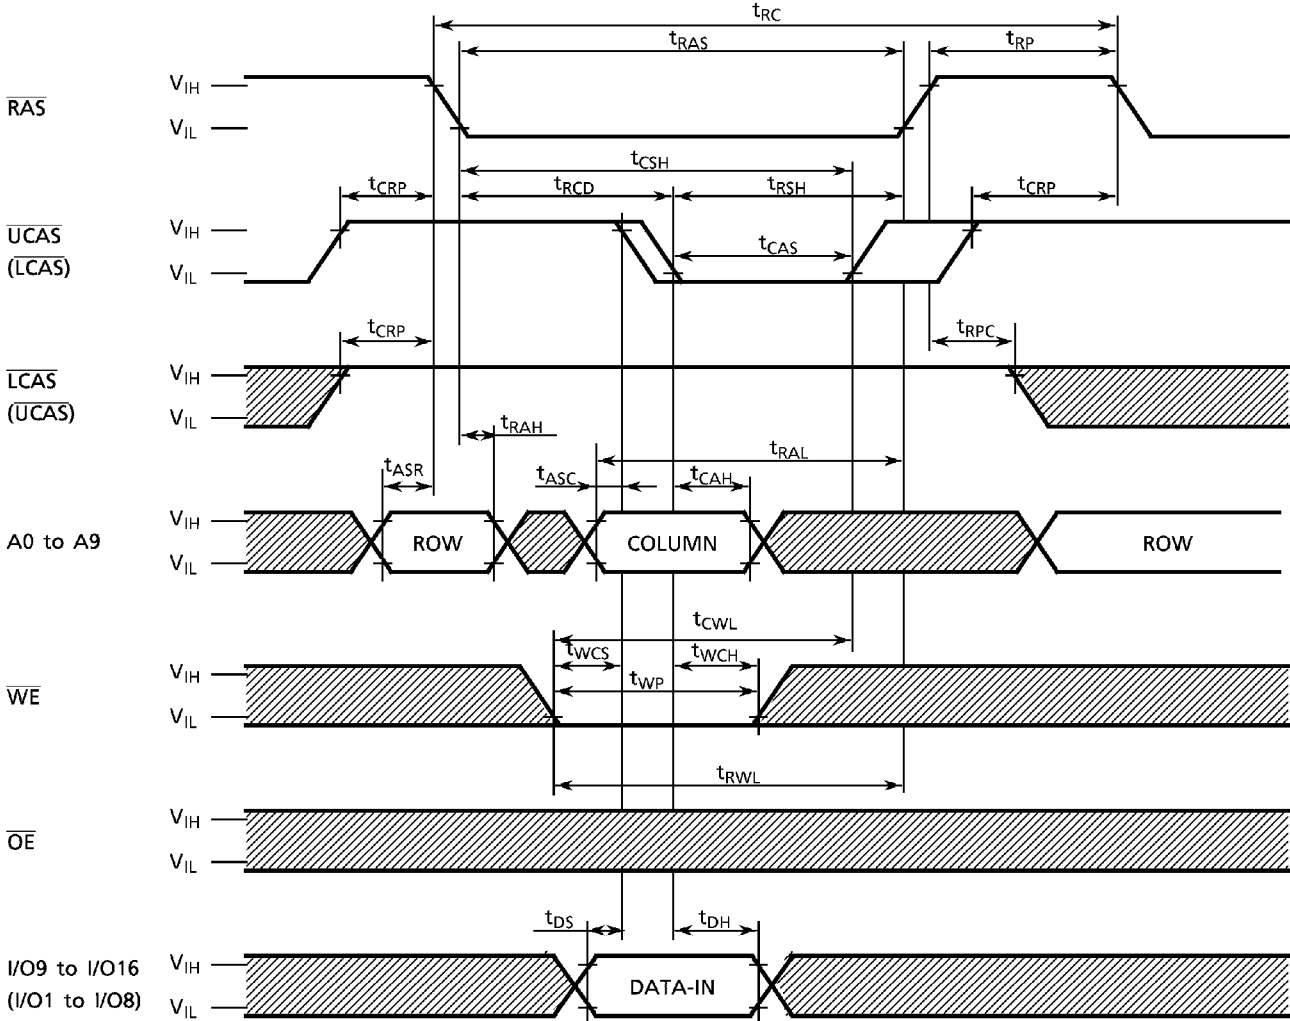 tRC
tRAS
tRP
RAS
VIH
VIL
tCSH
tCRP
tRCD
tRSH
tCRP
UCAS
(LCAS)
VIH
VIL
tCAS
tCRP
tRPC
LCAS
(UCAS)
VIH
VIL
tRAH
tRAL
tASR
tASC
tCAH
A0 to A9
VIH
VIL
ROW
COLUMN
ROW
tCWL
tWCS
tWCH
WE
VIH
VIL
tWP
tRWL
OE
VIH
VIL
tDS
tDH
I/O9 to I/O16
(I/O1 to I/O8)
VIH
VIL
DATA-IN